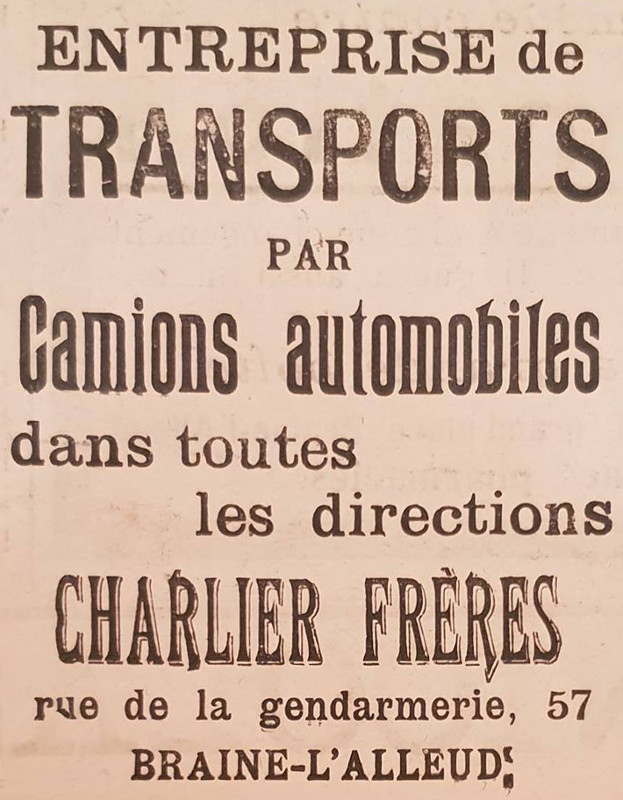 ENTREPRISE de
TRANSPORTS
PAR
Camions automobiles
dans toutes
les directions
CHARLIER FRÈRES
rue de la gendarmerie, 57
BRAINE-L'ALLEUD